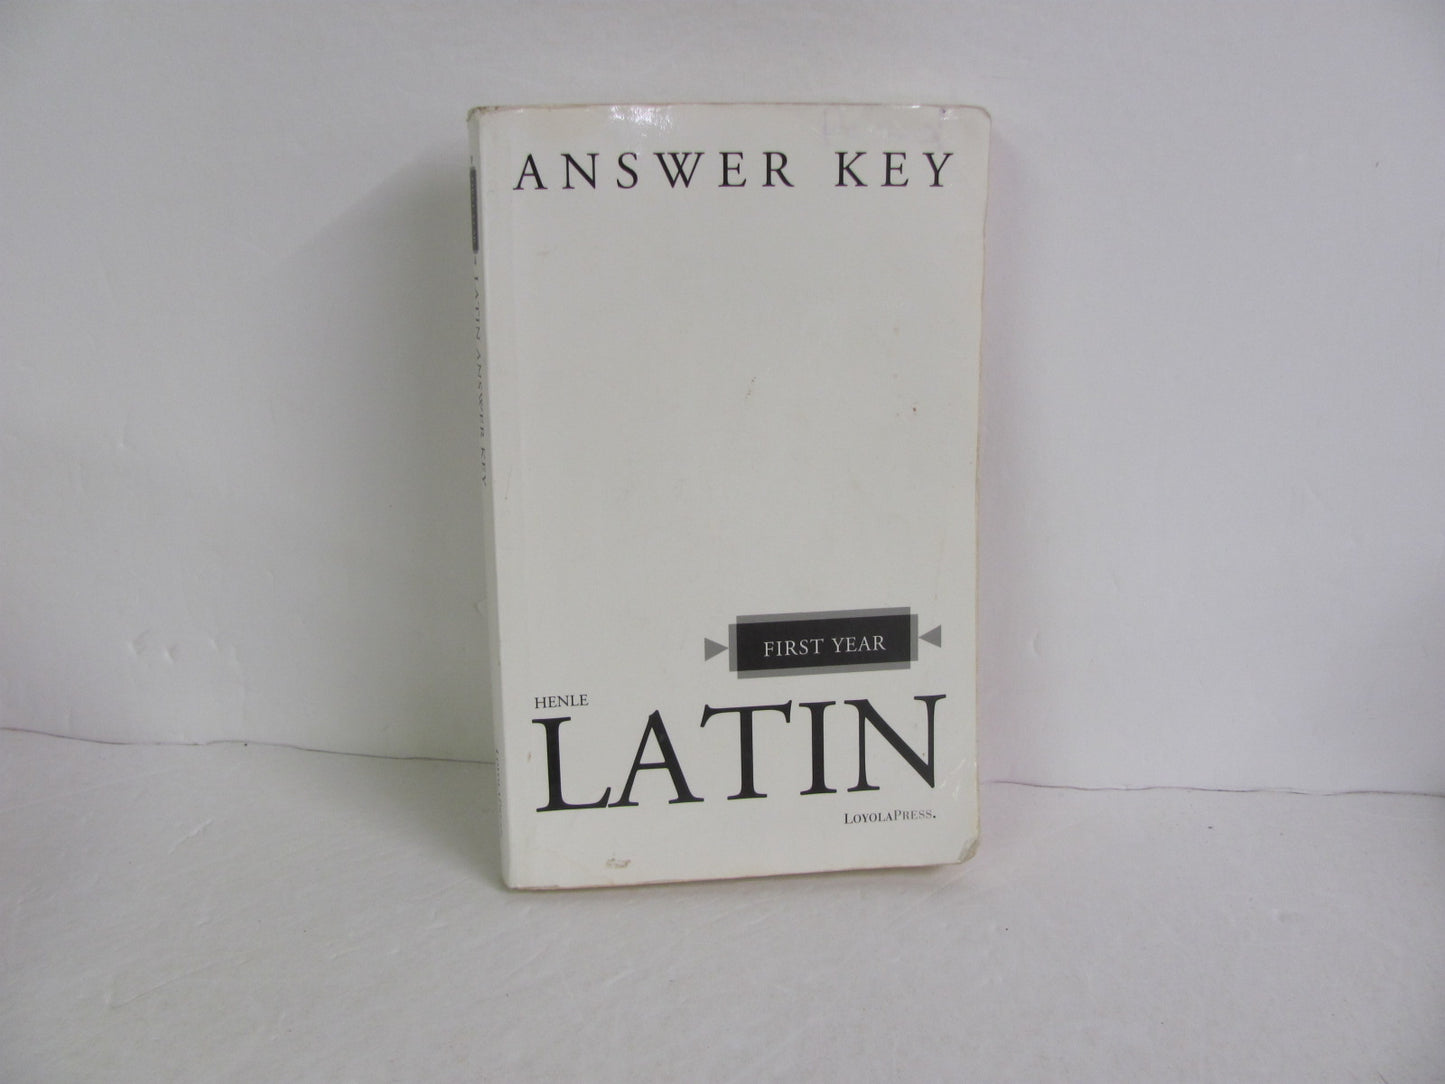 ANSWER KEY
FIRST YEAR
HENLE
LATIN
LOYOLAPRESS.
LATIN ANSWER KEY